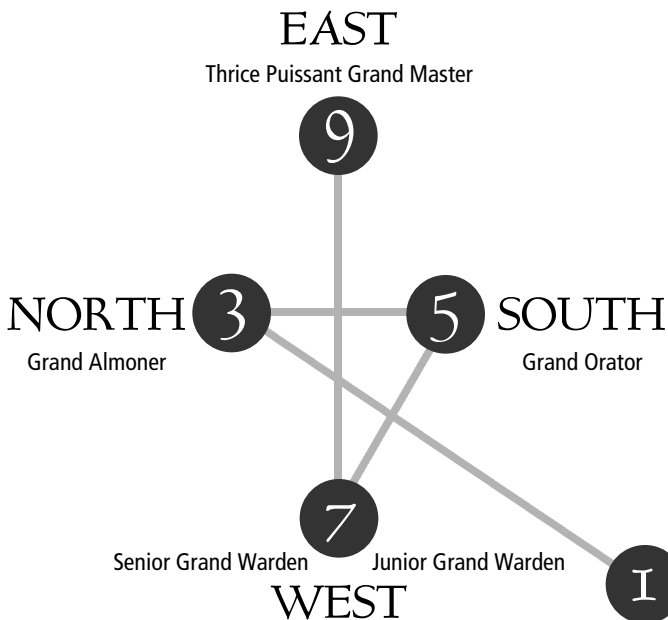 EAST
Thrice Puissant Grand Master
9
NORTH 3 5 SOUTH
Grand Almoner Grand Orator
7
Senior Grand Warden Junior Grand Warden
WEST
1